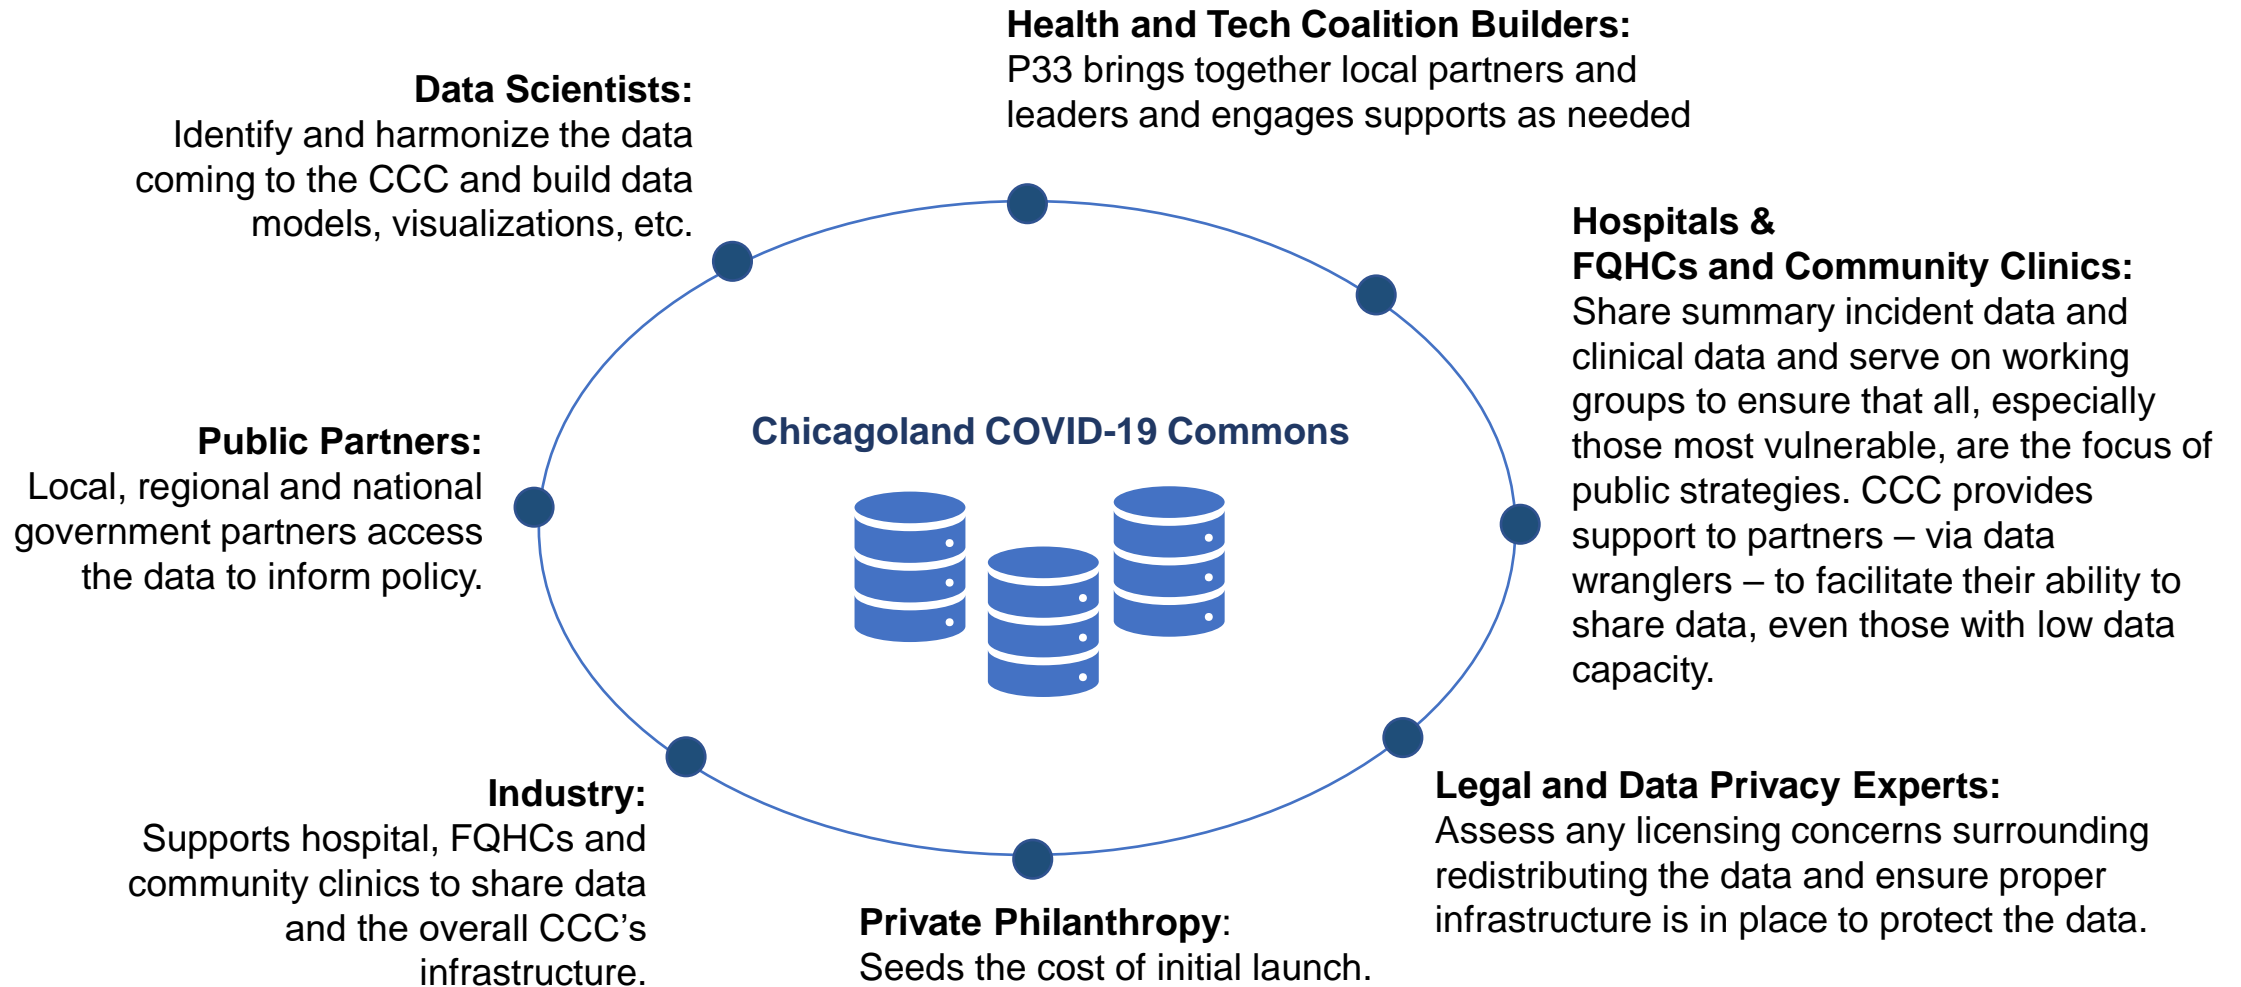 Health and Tech Coalition Builders:
P33 brings together local partners and
leaders and engages supports as needed
Data Scientists:
Identify and harmonize the data
coming to the CCC and build data
models, visualizations, etc.
Hospitals &
FQHCs and Community Clinics:
Share summary incident data and
clinical data and serve on working
groups to ensure that all, especially
those most vulnerable, are the focus of
public strategies. CCC provides
support to partners – via data
wranglers – to facilitate their ability to
share data, even those with low data
capacity.
Chicagoland COVID-19 Commons
Public Partners:
Local, regional and national
government partners access
the data to inform policy.
Industry:
Supports hospital, FQHCs and
community clinics to share data
and the overall CCC’s
infrastructure.
Legal and Data Privacy Experts:
Assess any licensing concerns surrounding
redistributing the data and ensure proper
infrastructure is in place to protect the data.
Private Philanthropy:
Seeds the cost of initial launch.